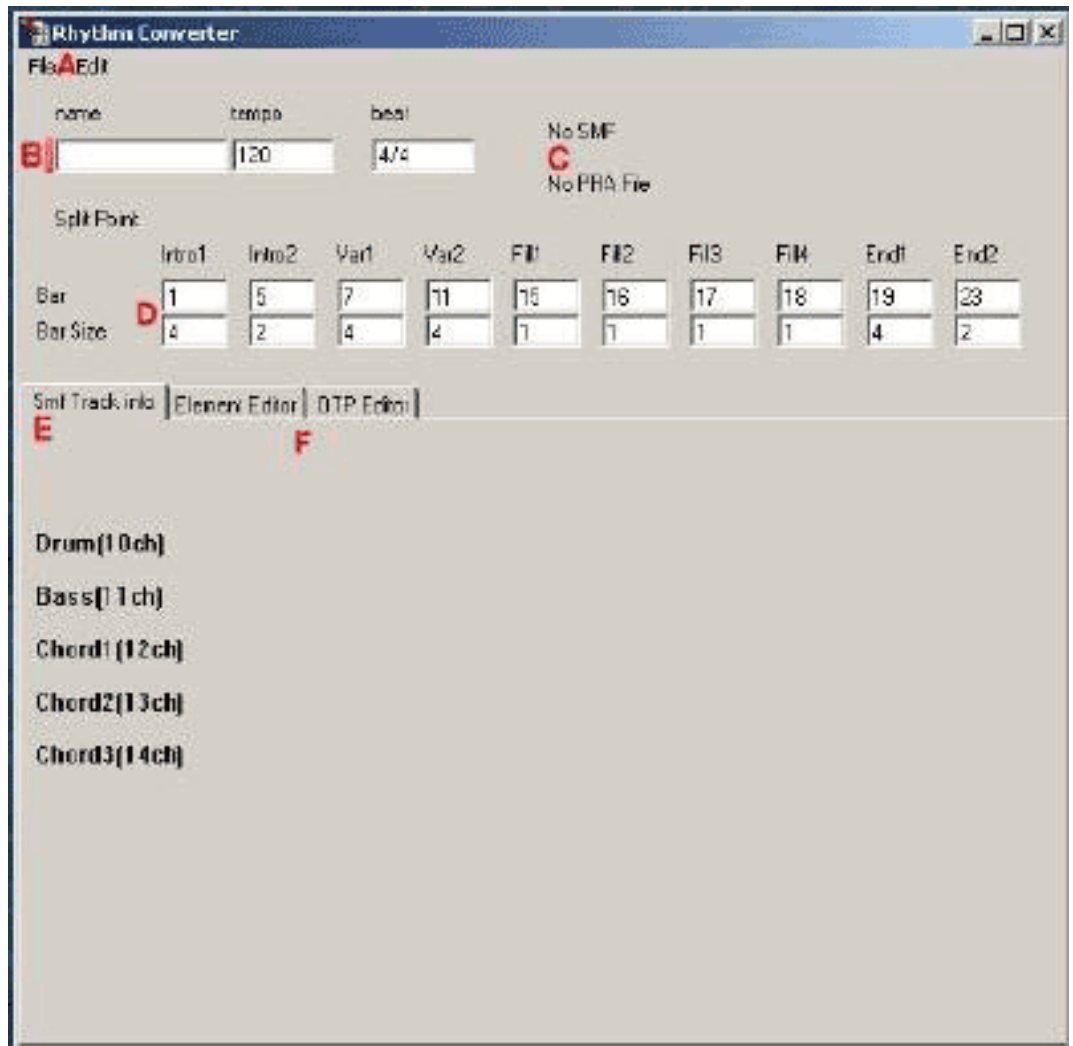 Rhythm Converter
File A Edit
name tempo beat
No SMF
B 120 4/4
C
No PHA File
Split Point
Intro1 Intro2 Var1 Var2 Fill1 Fill2 Fill3 Fill4 End1 End2
Bar 1 5 7 11 15 16 17 18 19 23
D
Bar Size 4 2 4 4 1 1 1 1 4 2
Smf Track info Element Editor DTP Editor
E F
Drum(10ch)
Bass(11ch)
Chord1(12ch)
Chord2(13ch)
Chord3(14ch)